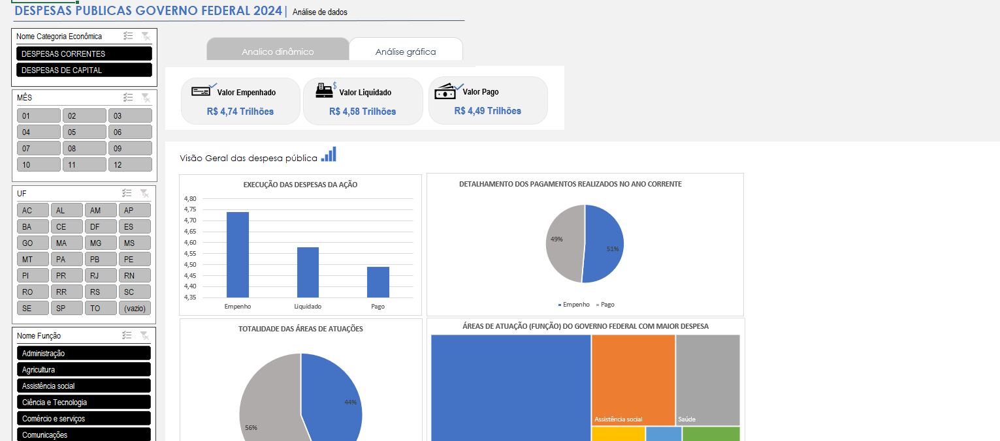 DESPESAS PUBLICAS GOVERNO FEDERAL 2024| Análise de dados
Nome Categoria Econômica
DESPESAS CORRENTES
DESPESAS DE CAPITAL
MÊS
01 02 03
04 05 06
07 08 09
10 11 12
UF
AC AL AM AP
BA CE DF ES
GO MA MG MS
MT PA PB PE
PI PR RJ RN
RO RR RS SC
SE SP TO (vazio)
Nome Função
Administração
Agricultura
Assistência social
Ciência e Tecnologia
Comércio e serviços
Comunicações
Analico dinâmico
Análise gráfica
Valor Empenhado
R$ 4,74 Trilhões
$ Valor Liquidado
R$ 4,58 Trilhões
Valor Pago
R$ 4,49 Trilhões
Visão Geral das despesa pública
EXECUÇÃO DAS DESPESAS DA AÇÃO
4,80
4,75
4,70
4,65
4,60
4,55
4,50
4,45
4,40
4,35
Empenho Liquidado Pago
DETALHAMENTO DOS PAGAMENTOS REALIZADOS NO ANO CORRENTE
49%
51%
Empenho Pago
TOTALIDADE DAS ÁREAS DE ATUAÇÕES
44%
56%
ÁREAS DE ATUAÇÃO (FUNÇÃO) DO GOVERNO FEDERAL COM MAIOR DESPESA
Assistência social
Saúde